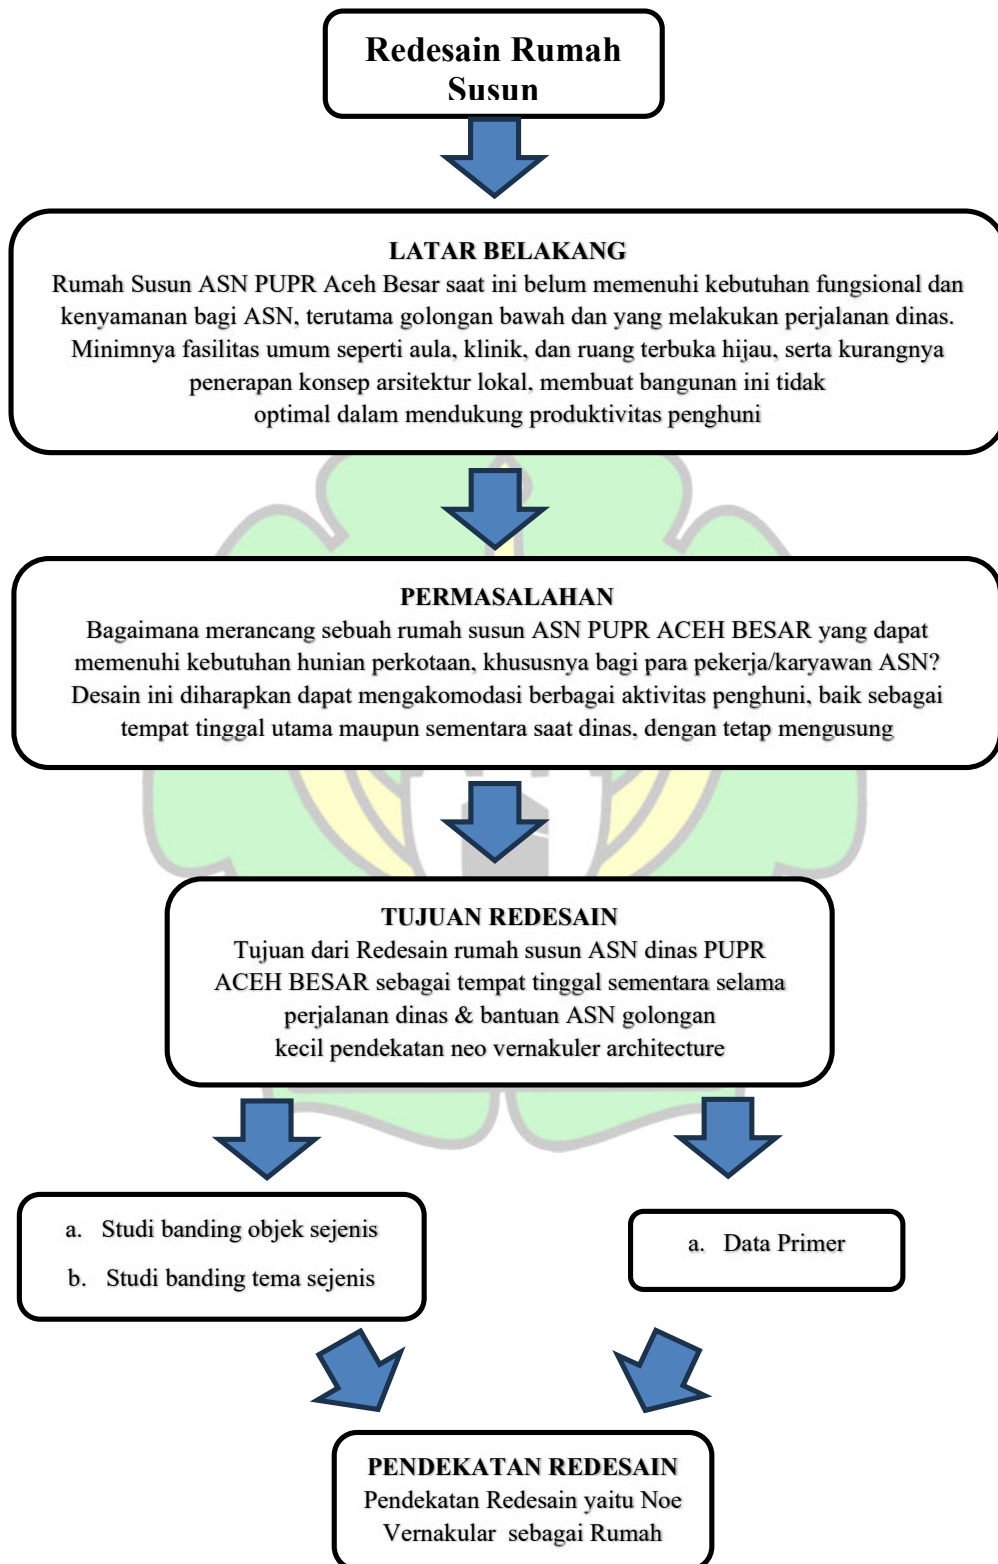 Redesain Rumah
Susun
LATAR BELAKANG
Rumah Susun ASN PUPR Aceh Besar saat ini belum memenuhi kebutuhan fungsional dan
kenyamanan bagi ASN, terutama golongan bawah dan yang melakukan perjalanan dinas.
Minimnya fasilitas umum seperti aula, klinik, dan ruang terbuka hijau, serta kurangnya
penerapan konsep arsitektur lokal, membuat bangunan ini tidak
optimal dalam mendukung produktivitas penghuni
PERMASALAHAN
Bagaimana merancang sebuah rumah susun ASN PUPR ACEH BESAR yang dapat
memenuhi kebutuhan hunian perkotaan, khususnya bagi para pekerja/karyawan ASN?
Desain ini diharapkan dapat mengakomodasi berbagai aktivitas penghuni, baik sebagai
tempat tinggal utama maupun sementara saat dinas, dengan tetap mengusung
TUJUAN REDESAIN
Tujuan dari Redesain rumah susun ASN dinas PUPR
ACEH BESAR sebagai tempat tinggal sementara selama
perjalanan dinas & bantuan ASN golongan
kecil pendekatan neo vernakuler architecture
a. Studi banding objek sejenis
b. Studi banding tema sejenis
a. Data Primer
PENDEKATAN REDESAIN
Pendekatan Redesain yaitu Noe
Vernakular sebagai Rumah